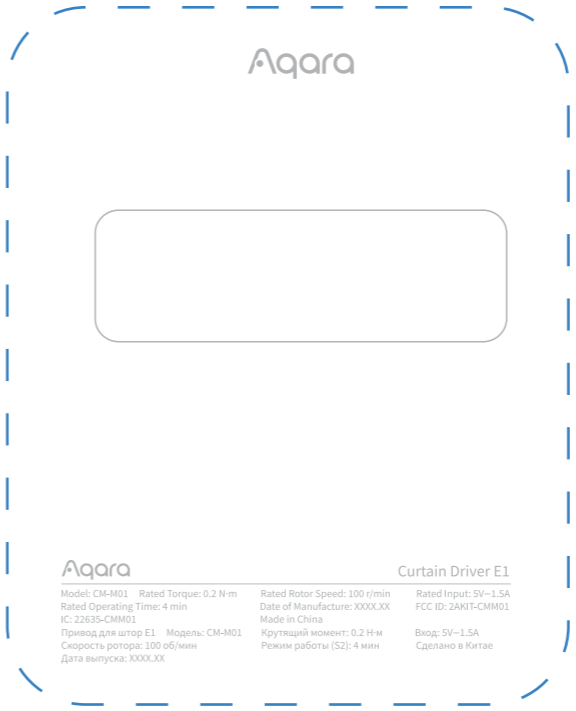 Aqara
Aqara Curtain Driver E1
Model: CM-M01 Rated Torque: 0.2 N·m Rated Rotor Speed: 100 r/min Rated Input: 5V⎓1.5A
Rated Operating Time: 4 min Date of Manufacture: XXXX.XX FCC ID: 2AKIT-CMM01
IC: 22635-CMM01 Made in China
Привод для штор E1 Модель: CM-M01 Крутящий момент: 0.2 Н·м Вход: 5V⎓1.5A
Скорость ротора: 100 об/мин Режим работы (S2): 4 мин Сделано в Китае
Дата выпуска: XXXX.XX